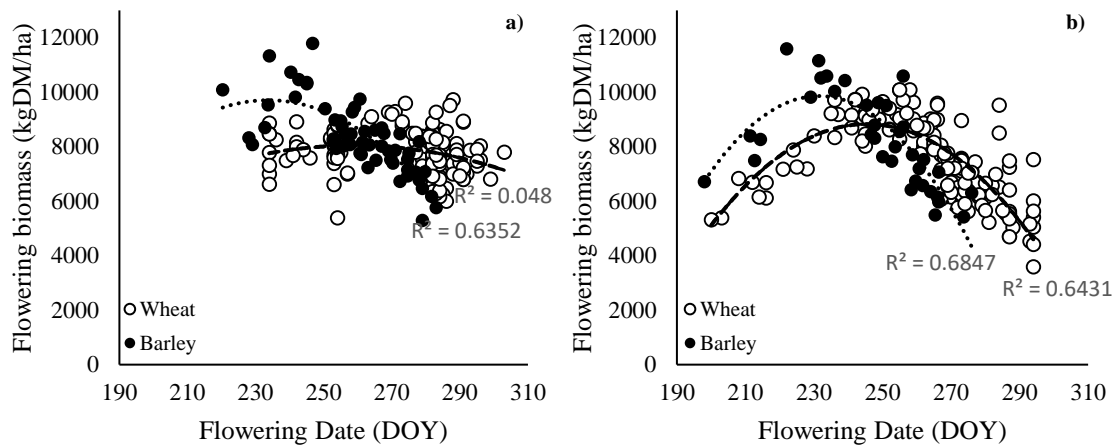 a)
12000
10000
8000
6000
4000
2000
0
Flowering biomass (kgDM/ha)
R² = 0.048
R² = 0.6352
Wheat
Barley
190 210 230 250 270 290 310
Flowering Date (DOY)
b)
12000
10000
8000
6000
4000
2000
0
Flowering biomass (kgDM/ha)
R² = 0.6847
R² = 0.6431
Wheat
Barley
190 210 230 250 270 290 310
Flowering Date (DOY)